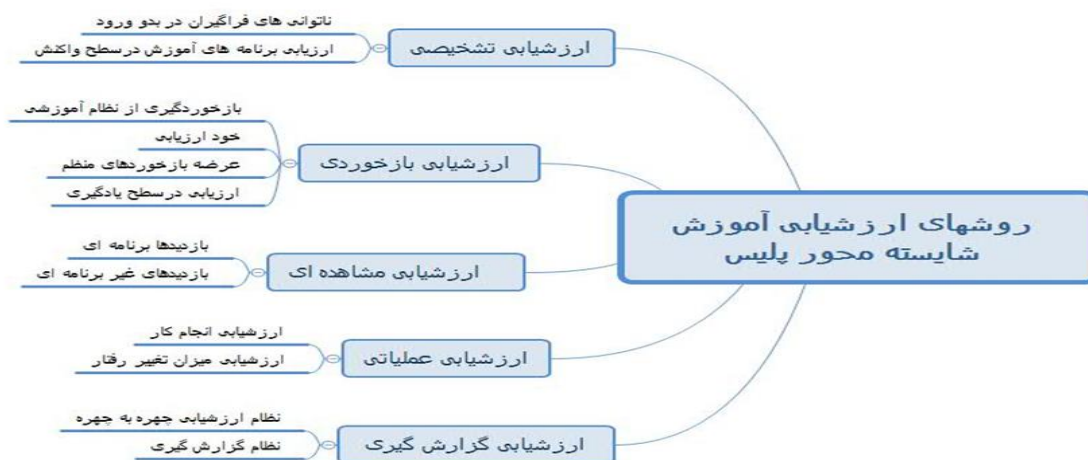 روشهای ارزشیابی آموزش
شایسته محور پلیس
ارزشیابی تشخیصی
ناتوانی های فراگیران در بدو ورود
ارزیابی برنامه های آموزش درسطح واکنش
ارزشیابی بازخوردی
بازخوردگیری از نظام آموزشی
خود ارزیابی
عرضه بازخوردهای منظم
ارزیابی درسطح یادگیری
ارزشیابی مشاهده ای
بازدیدها برنامه ای
بازدیدهای غیر برنامه ای
ارزشیابی عملیاتی
ارزشیابی انجام کار
ارزشیابی میزان تغییر رفتار
ارزشیابی گزارش گیری
نظام ارزشیابی چهره به چهره
نظام گزارش گیری